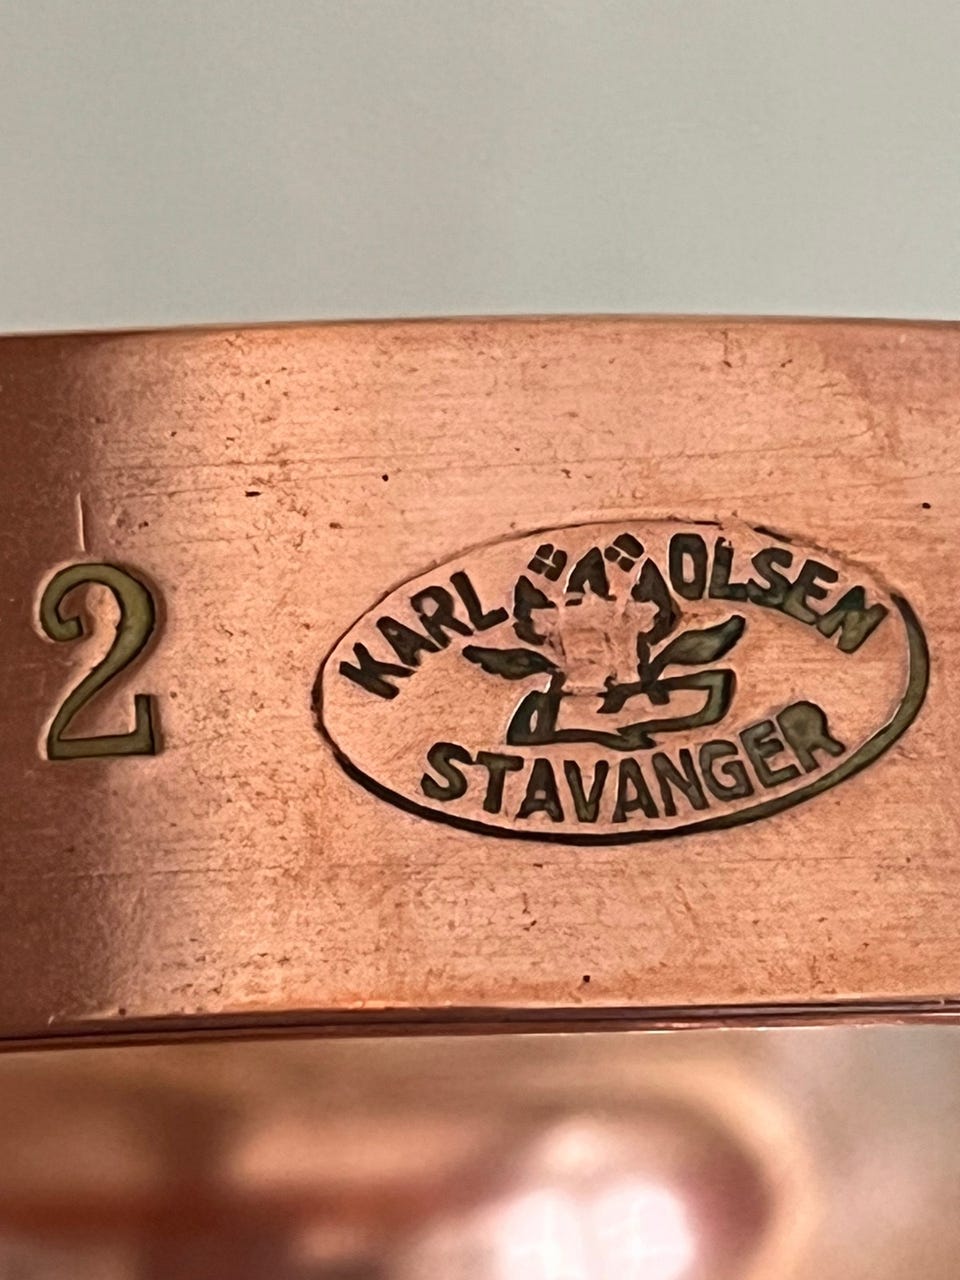 2
KARL OLSEN
STAVANGER